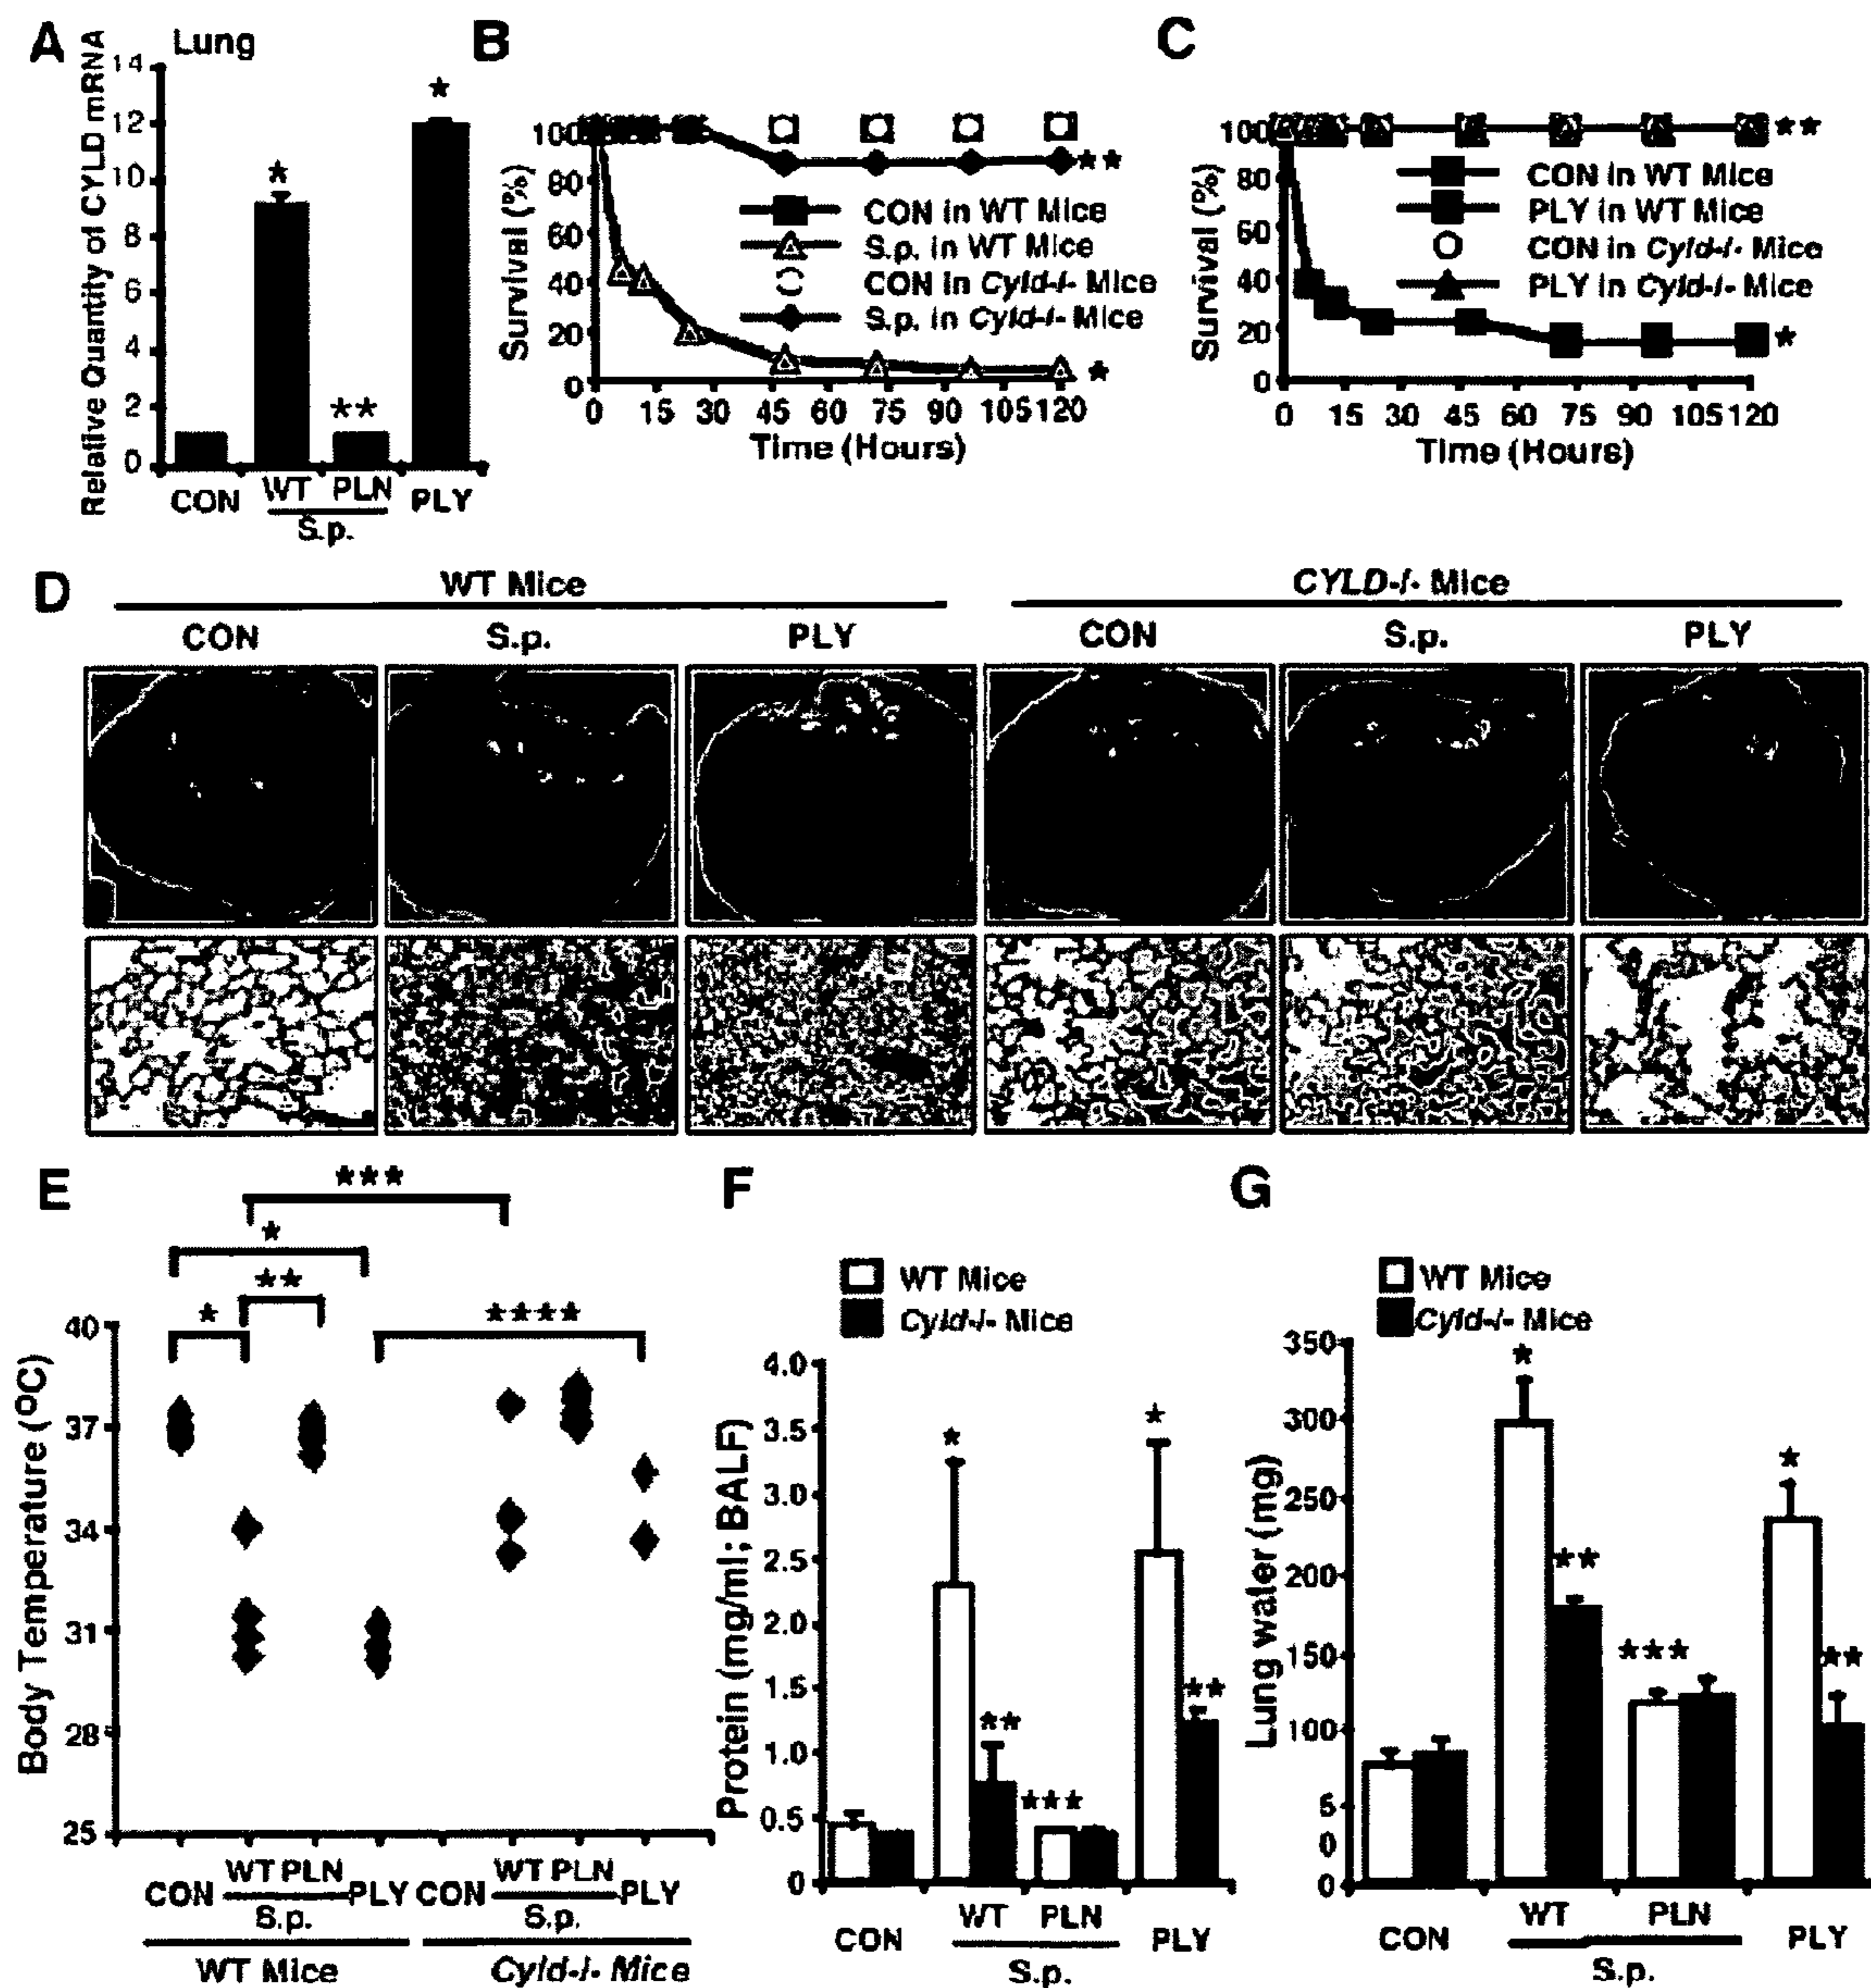 A
Lung
Relative Quantity of CYLD mRNA
14
12
10
8
6
4
2
0
*
*
**
CON
WT
PLN
PLY
S.p.
B
Survival (%)
100
80
60
40
20
0
CON in WT Mice
S.p. in WT Mice
CON in Cyld-/- Mice
S.p. in Cyld-/- Mice
**
*
0 15 30 45 60 75 90 105 120
Time (Hours)
C
Survival (%)
100
80
60
40
20
0
CON in WT Mice
PLY in WT Mice
CON in Cyld-/- Mice
PLY in Cyld-/- Mice
**
*
0 15 30 45 60 75 90 105 120
Time (Hours)
D
WT Mice
CYLD-/- Mice
CON S.p. PLY CON S.p. PLY
E
***
*
**
*
****
Body Temperature (ºC)
40
37
34
31
28
25
CON WT PLN PLY CON WT PLN PLY
S.p. S.p.
WT Mice Cyld-/- Mice
F
WT Mice
Cyld-/- Mice
Protein (mg/ml; BALF)
4.0
3.5
3.0
2.5
2.0
1.5
1.0
0.5
0
*
**
***
*
**
CON WT PLN PLY
S.p.
G
WT Mice
Cyld-/- Mice
Lung water (mg)
350
300
250
200
150
100
5
0
0
*
**
***
*
**
CON WT PLN PLY
S.p.